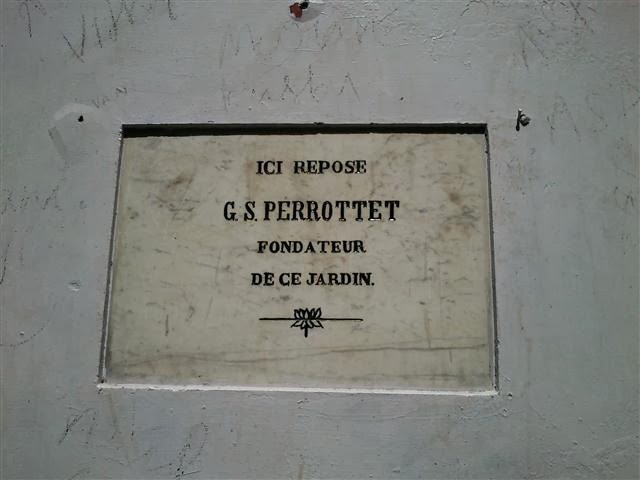 ICI REPOSE
G. S. PERROTTET
FONDATEUR
DE CE JARDIN.